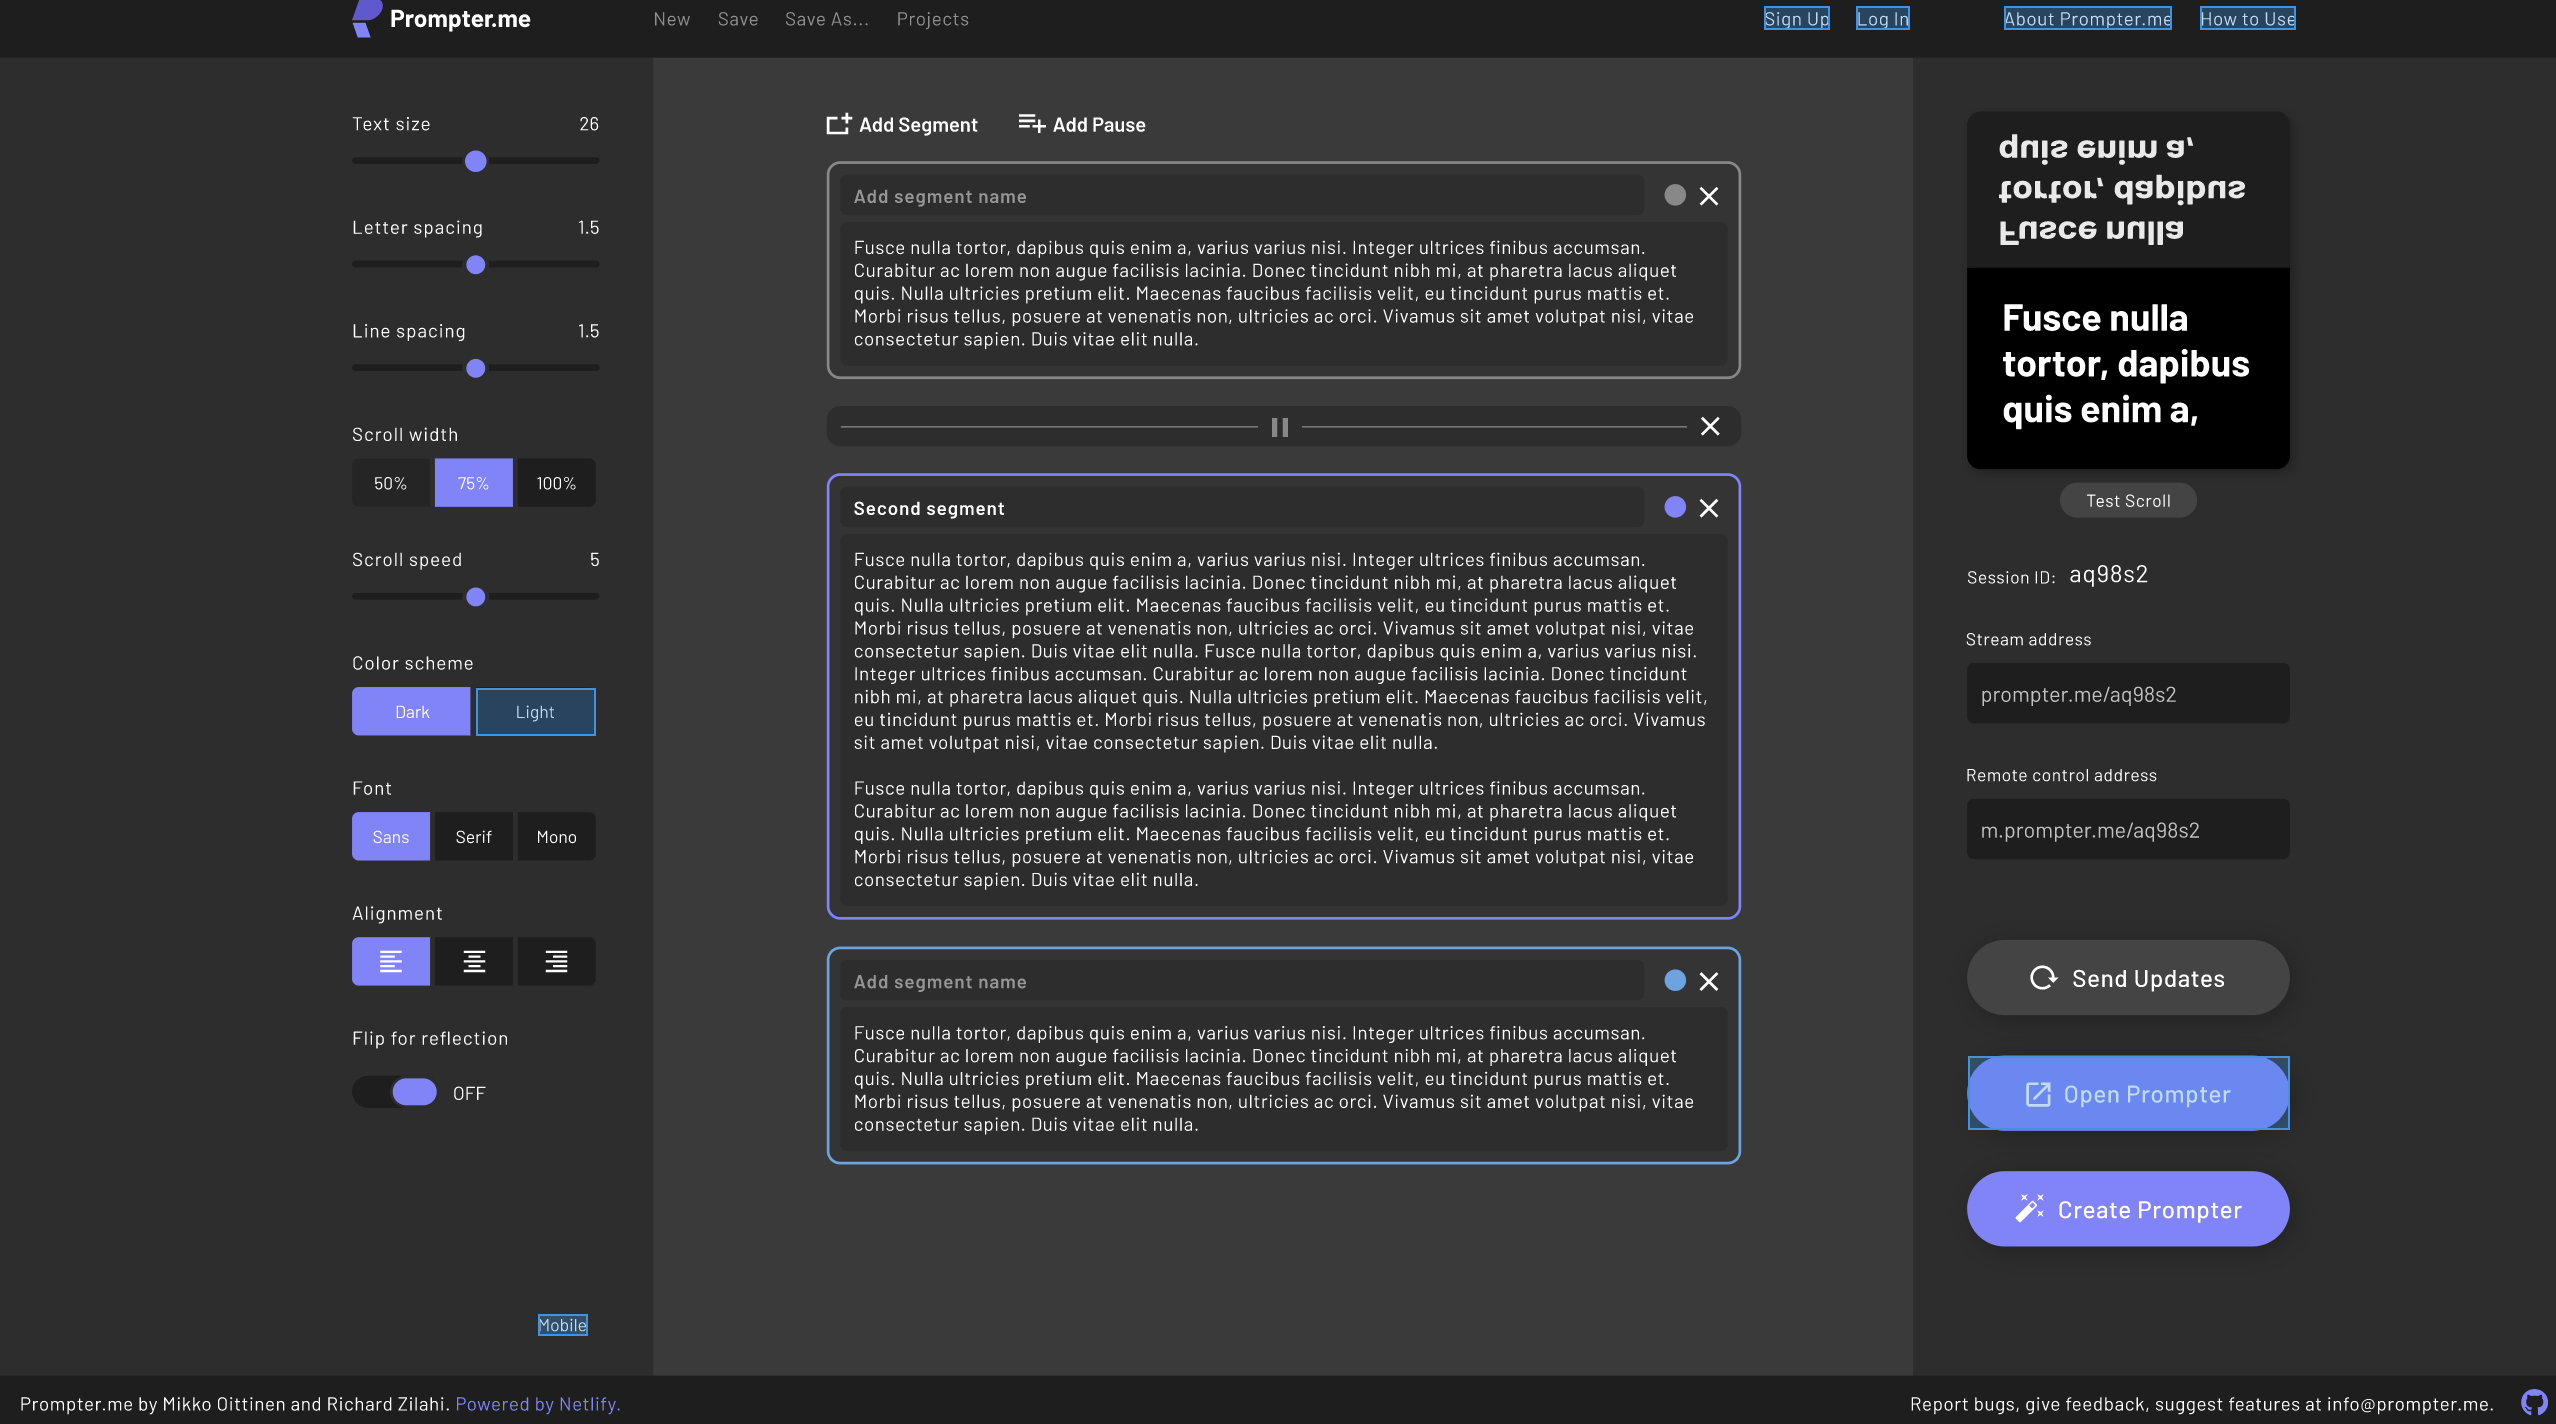 Prompter.me
New Save Save As... Projects
Sign Up Log In About Prompter.me How to Use
Text size 26
Letter spacing 1.5
Line spacing 1.5
Scroll width
50% 75% 100%
Scroll speed 5
Color scheme
Dark Light
Font
Sans Serif Mono
Alignment
Flip for reflection
OFF
Mobile
Add Segment Add Pause
Add segment name
Fusce nulla tortor, dapibus quis enim a, varius varius nisi. Integer ultrices finibus accumsan.
Curabitur ac lorem non augue facilisis lacinia. Donec tincidunt nibh mi, at pharetra lacus aliquet
quis. Nulla ultricies pretium elit. Maecenas faucibus facilisis velit, eu tincidunt purus mattis et.
Morbi risus tellus, posuere at venenatis non, ultricies ac orci. Vivamus sit amet volutpat nisi, vitae
consectetur sapien. Duis vitae elit nulla.
Second segment
Fusce nulla tortor, dapibus quis enim a, varius varius nisi. Integer ultrices finibus accumsan.
Curabitur ac lorem non augue facilisis lacinia. Donec tincidunt nibh mi, at pharetra lacus aliquet
quis. Nulla ultricies pretium elit. Maecenas faucibus facilisis velit, eu tincidunt purus mattis et.
Morbi risus tellus, posuere at venenatis non, ultricies ac orci. Vivamus sit amet volutpat nisi, vitae
consectetur sapien. Duis vitae elit nulla. Fusce nulla tortor, dapibus quis enim a, varius varius nisi.
Integer ultrices finibus accumsan. Curabitur ac lorem non augue facilisis lacinia. Donec tincidunt
nibh mi, at pharetra lacus aliquet quis. Nulla ultricies pretium elit. Maecenas faucibus facilisis velit,
eu tincidunt purus mattis et. Morbi risus tellus, posuere at venenatis non, ultricies ac orci. Vivamus
sit amet volutpat nisi, vitae consectetur sapien. Duis vitae elit nulla.
Fusce nulla tortor, dapibus quis enim a, varius varius nisi. Integer ultrices finibus accumsan.
Curabitur ac lorem non augue facilisis lacinia. Donec tincidunt nibh mi, at pharetra lacus aliquet
quis. Nulla ultricies pretium elit. Maecenas faucibus facilisis velit, eu tincidunt purus mattis et.
Morbi risus tellus, posuere at venenatis non, ultricies ac orci. Vivamus sit amet volutpat nisi, vitae
consectetur sapien. Duis vitae elit nulla.
Add segment name
Fusce nulla tortor, dapibus quis enim a, varius varius nisi. Integer ultrices finibus accumsan.
Curabitur ac lorem non augue facilisis lacinia. Donec tincidunt nibh mi, at pharetra lacus aliquet
quis. Nulla ultricies pretium elit. Maecenas faucibus facilisis velit, eu tincidunt purus mattis et.
Morbi risus tellus, posuere at venenatis non, ultricies ac orci. Vivamus sit amet volutpat nisi, vitae
consectetur sapien. Duis vitae elit nulla.
quis enim a,
tortor, dapibus
Fusce nulla
Fusce nulla
tortor, dapibus
quis enim a,
Test Scroll
Session ID: aq98s2
Stream address
prompter.me/aq98s2
Remote control address
m.prompter.me/aq98s2
Send Updates
Open Prompter
Create Prompter
Prompter.me by Mikko Oittinen and Richard Zilahi. Powered by Netlify.
Report bugs, give feedback, suggest features at info@prompter.me.